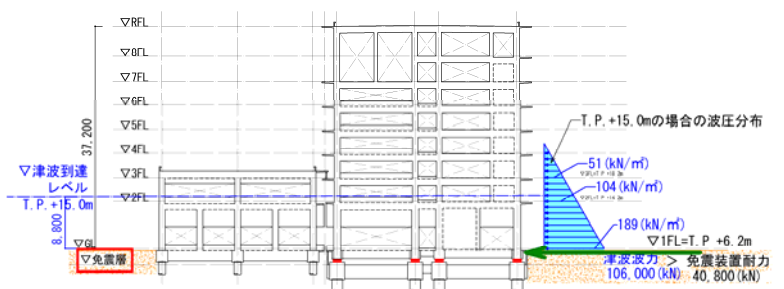 ▽RFL
▽8FL
▽7FL
▽6FL
▽5FL
▽4FL
▽3FL
▽2FL
▽GL
37.200
8.800
▽津波到達
レベル
T.P.+15.0m
▽免震層
T.P.+15.0mの場合の波圧分布
51(kN/㎡)
104(kN/㎡)
189(kN/㎡)
▽1FL=T.P +6.2m
津波波力 > 免震装置耐力
106,000(kN) 40,800(kN)